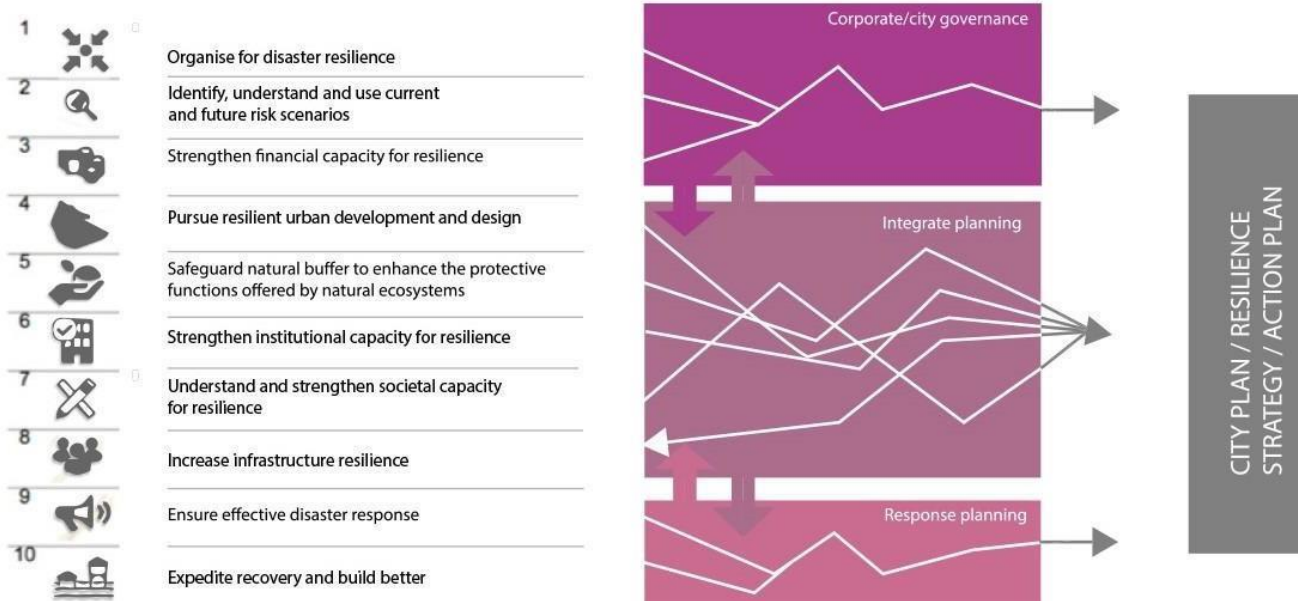 1
Organise for disaster resilience
2
Identify, understand and use current
and future risk scenarios
3
Strengthen financial capacity for resilience
4
Pursue resilient urban development and design
5
Safeguard natural buffer to enhance the protective
functions offered by natural ecosystems
6
Strengthen institutional capacity for resilience
7
Understand and strengthen societal capacity
for resilience
8
Increase infrastructure resilience
9
Ensure effective disaster response
10
Expedite recovery and build better
Corporate/city governance
Integrate planning
Response planning
CITY PLAN / RESILIENCE
STRATEGY / ACTION PLAN